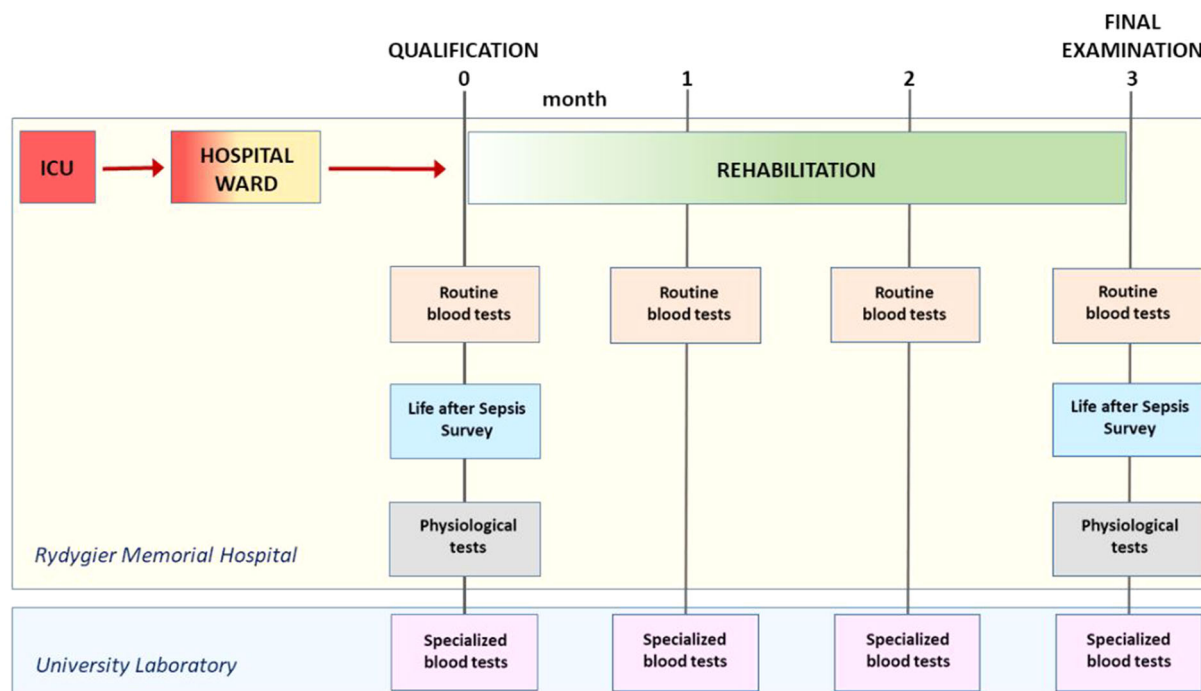 FINAL
QUALIFICATION EXAMINATION
0 1 2 3
month
ICU
HOSPITAL
WARD
REHABILITATION
Routine
blood tests
Routine
blood tests
Routine
blood tests
Routine
blood tests
Life after Sepsis
Survey
Life after Sepsis
Survey
Physiological
tests
Physiological
tests
Rydygier Memorial Hospital
Specialized
blood tests
Specialized
blood tests
Specialized
blood tests
Specialized
blood tests
University Laboratory